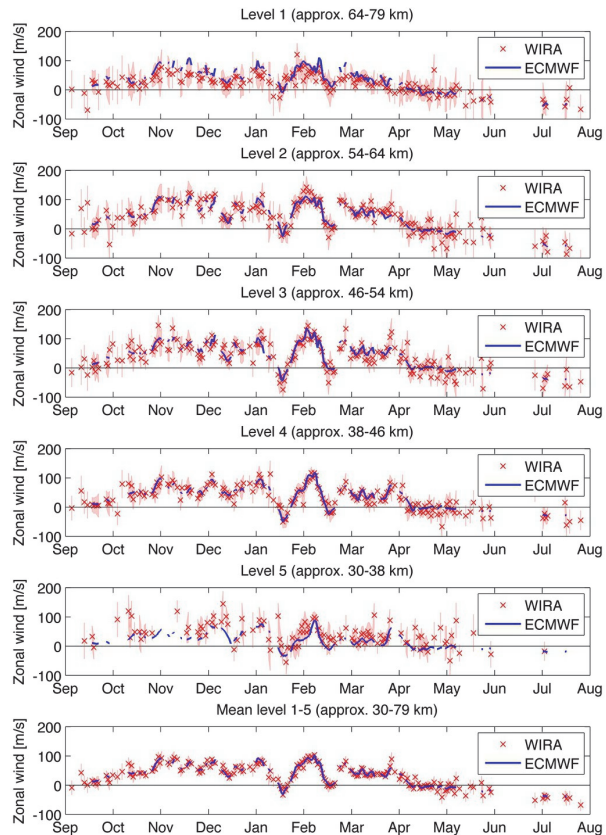 Level 1 (approx. 64-79 km)
Zonal wind [m/s]
200
100
0
-100
WIRA
ECMWF
Sep Oct Nov Dec Jan Feb Mar Apr May Jun Jul Aug
Level 2 (approx. 54-64 km)
Zonal wind [m/s]
200
100
0
-100
WIRA
ECMWF
Sep Oct Nov Dec Jan Feb Mar Apr May Jun Jul Aug
Level 3 (approx. 46-54 km)
Zonal wind [m/s]
200
100
0
-100
WIRA
ECMWF
Sep Oct Nov Dec Jan Feb Mar Apr May Jun Jul Aug
Level 4 (approx. 38-46 km)
Zonal wind [m/s]
200
100
0
-100
WIRA
ECMWF
Sep Oct Nov Dec Jan Feb Mar Apr May Jun Jul Aug
Level 5 (approx. 30-38 km)
Zonal wind [m/s]
200
100
0
-100
WIRA
ECMWF
Sep Oct Nov Dec Jan Feb Mar Apr May Jun Jul Aug
Mean level 1-5 (approx. 30-79 km)
Zonal wind [m/s]
200
100
0
-100
WIRA
ECMWF
Sep Oct Nov Dec Jan Feb Mar Apr May Jun Jul Aug